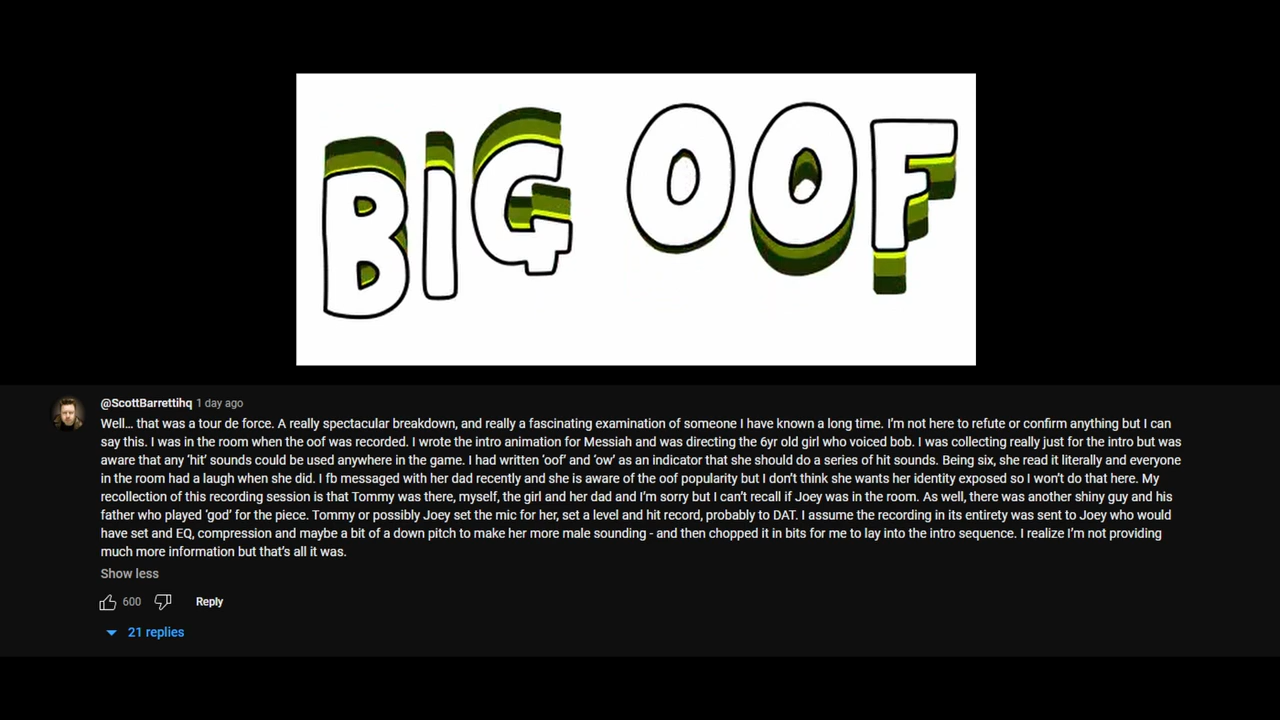 BIG OOF
@ScottBarrettihq 1 day ago
Well... that was a tour de force. A really spectacular breakdown, and really a fascinating examination of someone I have known a long time. I'm not here to refute or confirm anything but I can
say this. I was in the room when the oof was recorded. I wrote the intro animation for Messiah and was directing the 6yr old girl who voiced bob. I was collecting really just for the intro but was
aware that any 'hit' sounds could be used anywhere in the game. I had written 'oof' and 'ow' as an indicator that she should do a series of hit sounds. Being six, she read it literally and everyone
in the room had a laugh when she did. I fb messaged with her dad recently and she is aware of the oof popularity but I don't think she wants her identity exposed so I won't do that here. My
recollection of this recording session is that Tommy was there, myself, the girl and her dad and I'm sorry but I can't recall if Joey was in the room. As well, there was another shiny guy and his
father who played 'god' for the piece. Tommy or possibly Joey set the mic for her, set a level and hit record, probably to DAT. I assume the recording in its entirety was sent to Joey who would
have set and EQ, compression and maybe a bit of a down pitch to make her more male sounding - and then chopped it in bits for me to lay into the intro sequence. I realize I'm not providing
much more information but that's all it was.
Show less
600 Reply
21 replies